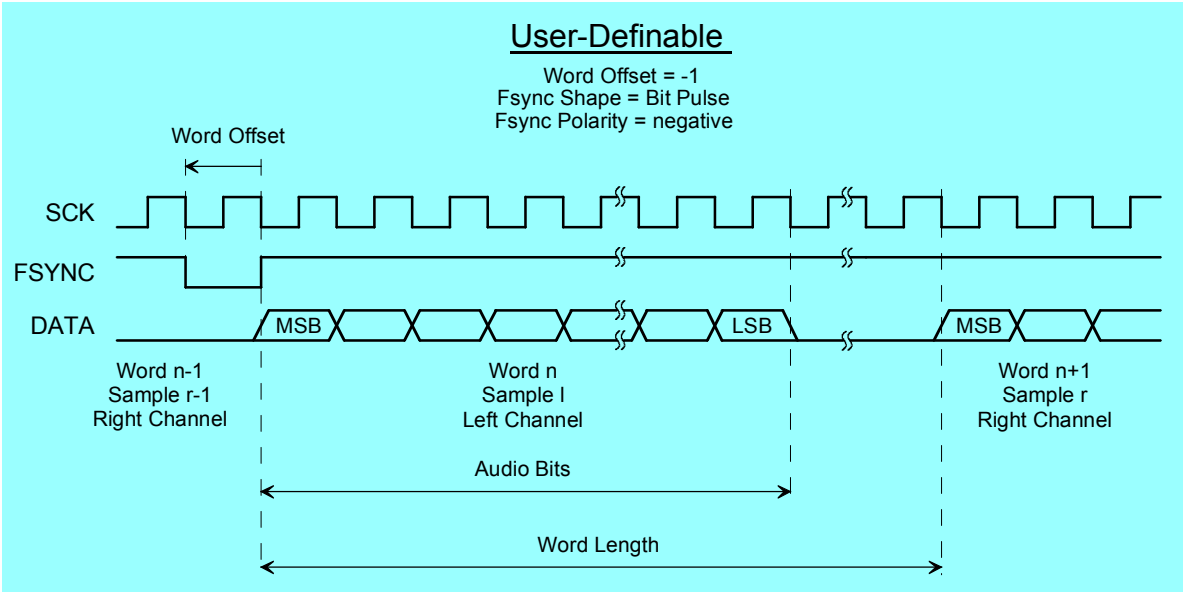 User-Definable
Word Offset = -1
Fsync Shape = Bit Pulse
Fsync Polarity = negative
Word Offset
SCK
FSYNC
DATA
MSB
LSB
MSB
Word n-1
Sample r-1
Right Channel
Word n
Sample l
Left Channel
Word n+1
Sample r
Right Channel
Audio Bits
Word Length